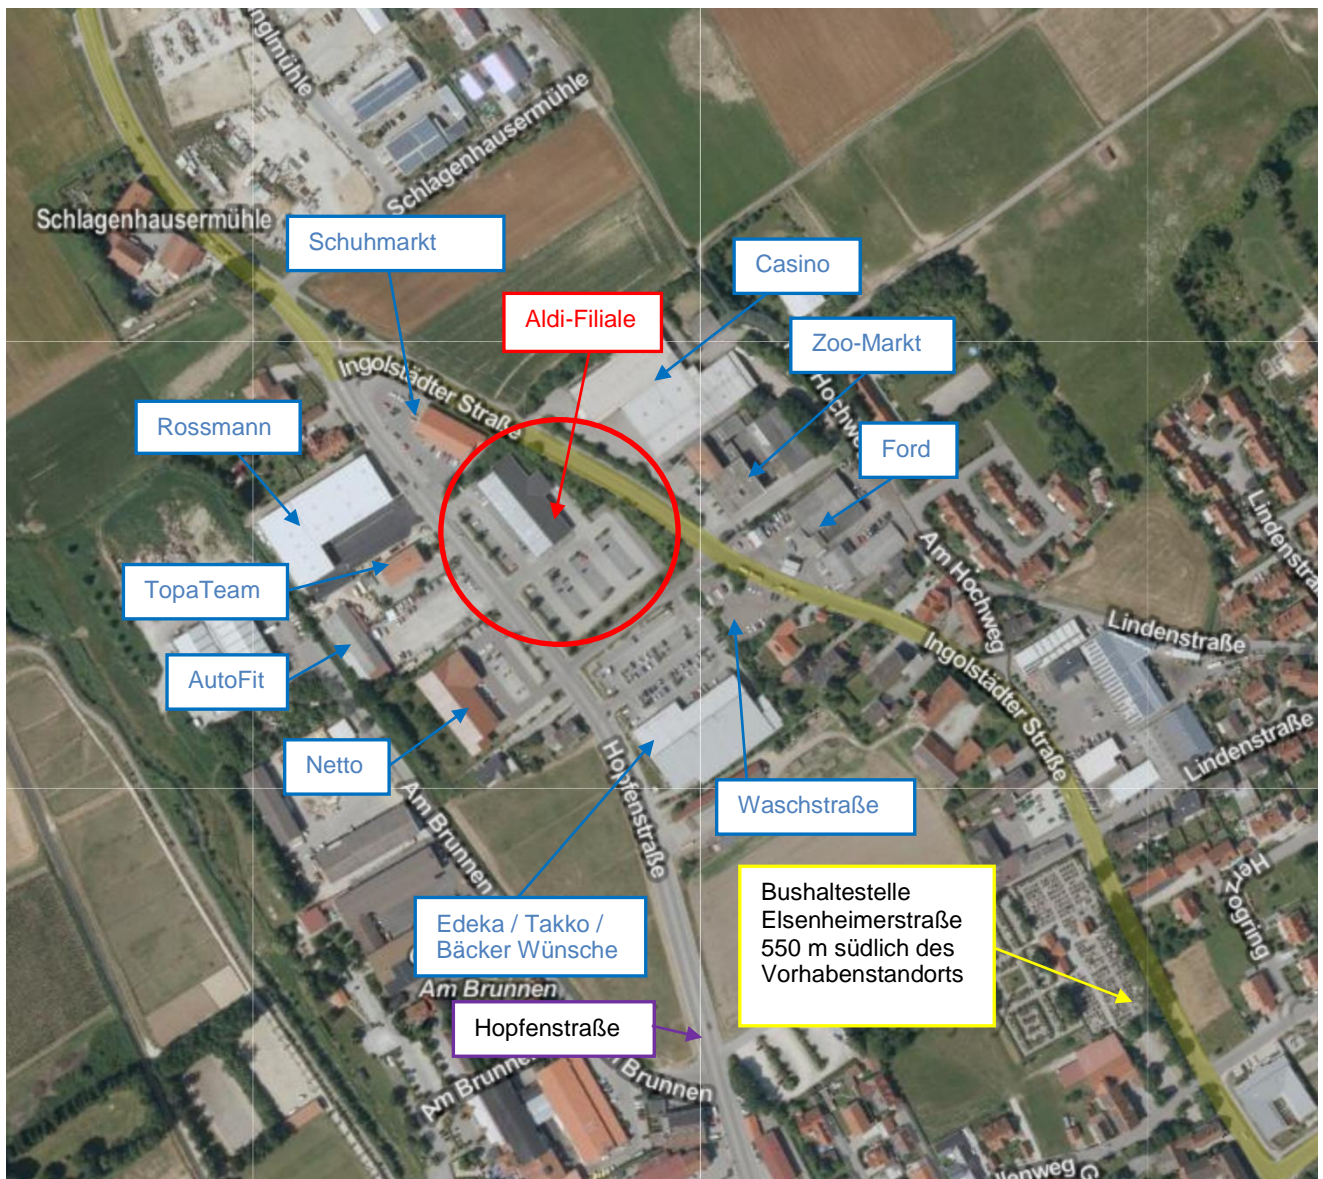 Schlagenhausermühle
Schlagenhausermühle
Schuhmarkt
Casino
Aldi-Filiale
Zoo-Markt
Ingolstädter Straße
Rossmann
Ford
Lindenstraße
TopaTeam
Am Hochweg
Lindenstraße
AutoFit
Ingolstädter Straße
Netto
Hopfenstraße
Lindenstraße
Waschstraße
Am Brunnen
Herzogring
Bushaltestelle
Elsenheimerstraße
550 m südlich des
Vorhabenstandorts
Edeka / Takko /
Bäcker Wünsche
Am Brunnen
Hopfenstraße
Am Brunnen
Brunnen